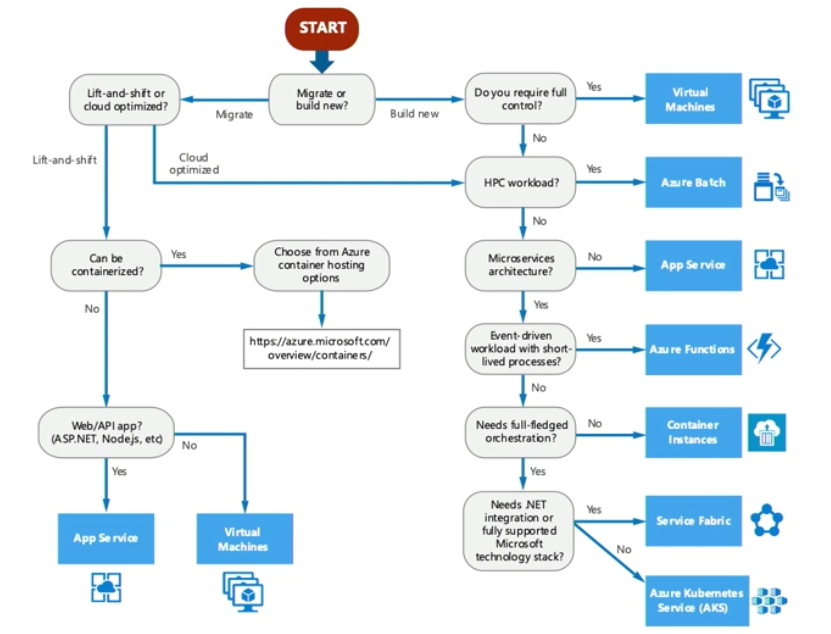 START
Lift-and-shift or
cloud optimized?
Migrate or
build new?
Do you require full
control?
Yes
Virtual
Machines
Migrate
Build new
No
Lift-and-shift
Cloud
optimized
HPC workload?
Yes
Azure Batch
No
Can be
containerized?
Yes
Choose from Azure
container hosting
options
Microservices
architecture?
No
App Service
No
Yes
https://azure.microsoft.com/
overview/containers/
Event-driven
workload with short-
lived processes?
Yes
Azure Functions
No
Web/API app?
(ASP.NET, Node.js, etc)
No
Needs full-fledged
orchestration?
No
Container
Instances
Yes
Yes
App Service
Virtual
Machines
Needs .NET
integration or
fully supported
Microsoft
technology stack?
Yes
Service Fabric
No
Azure Kubernetes
Service (AKS)